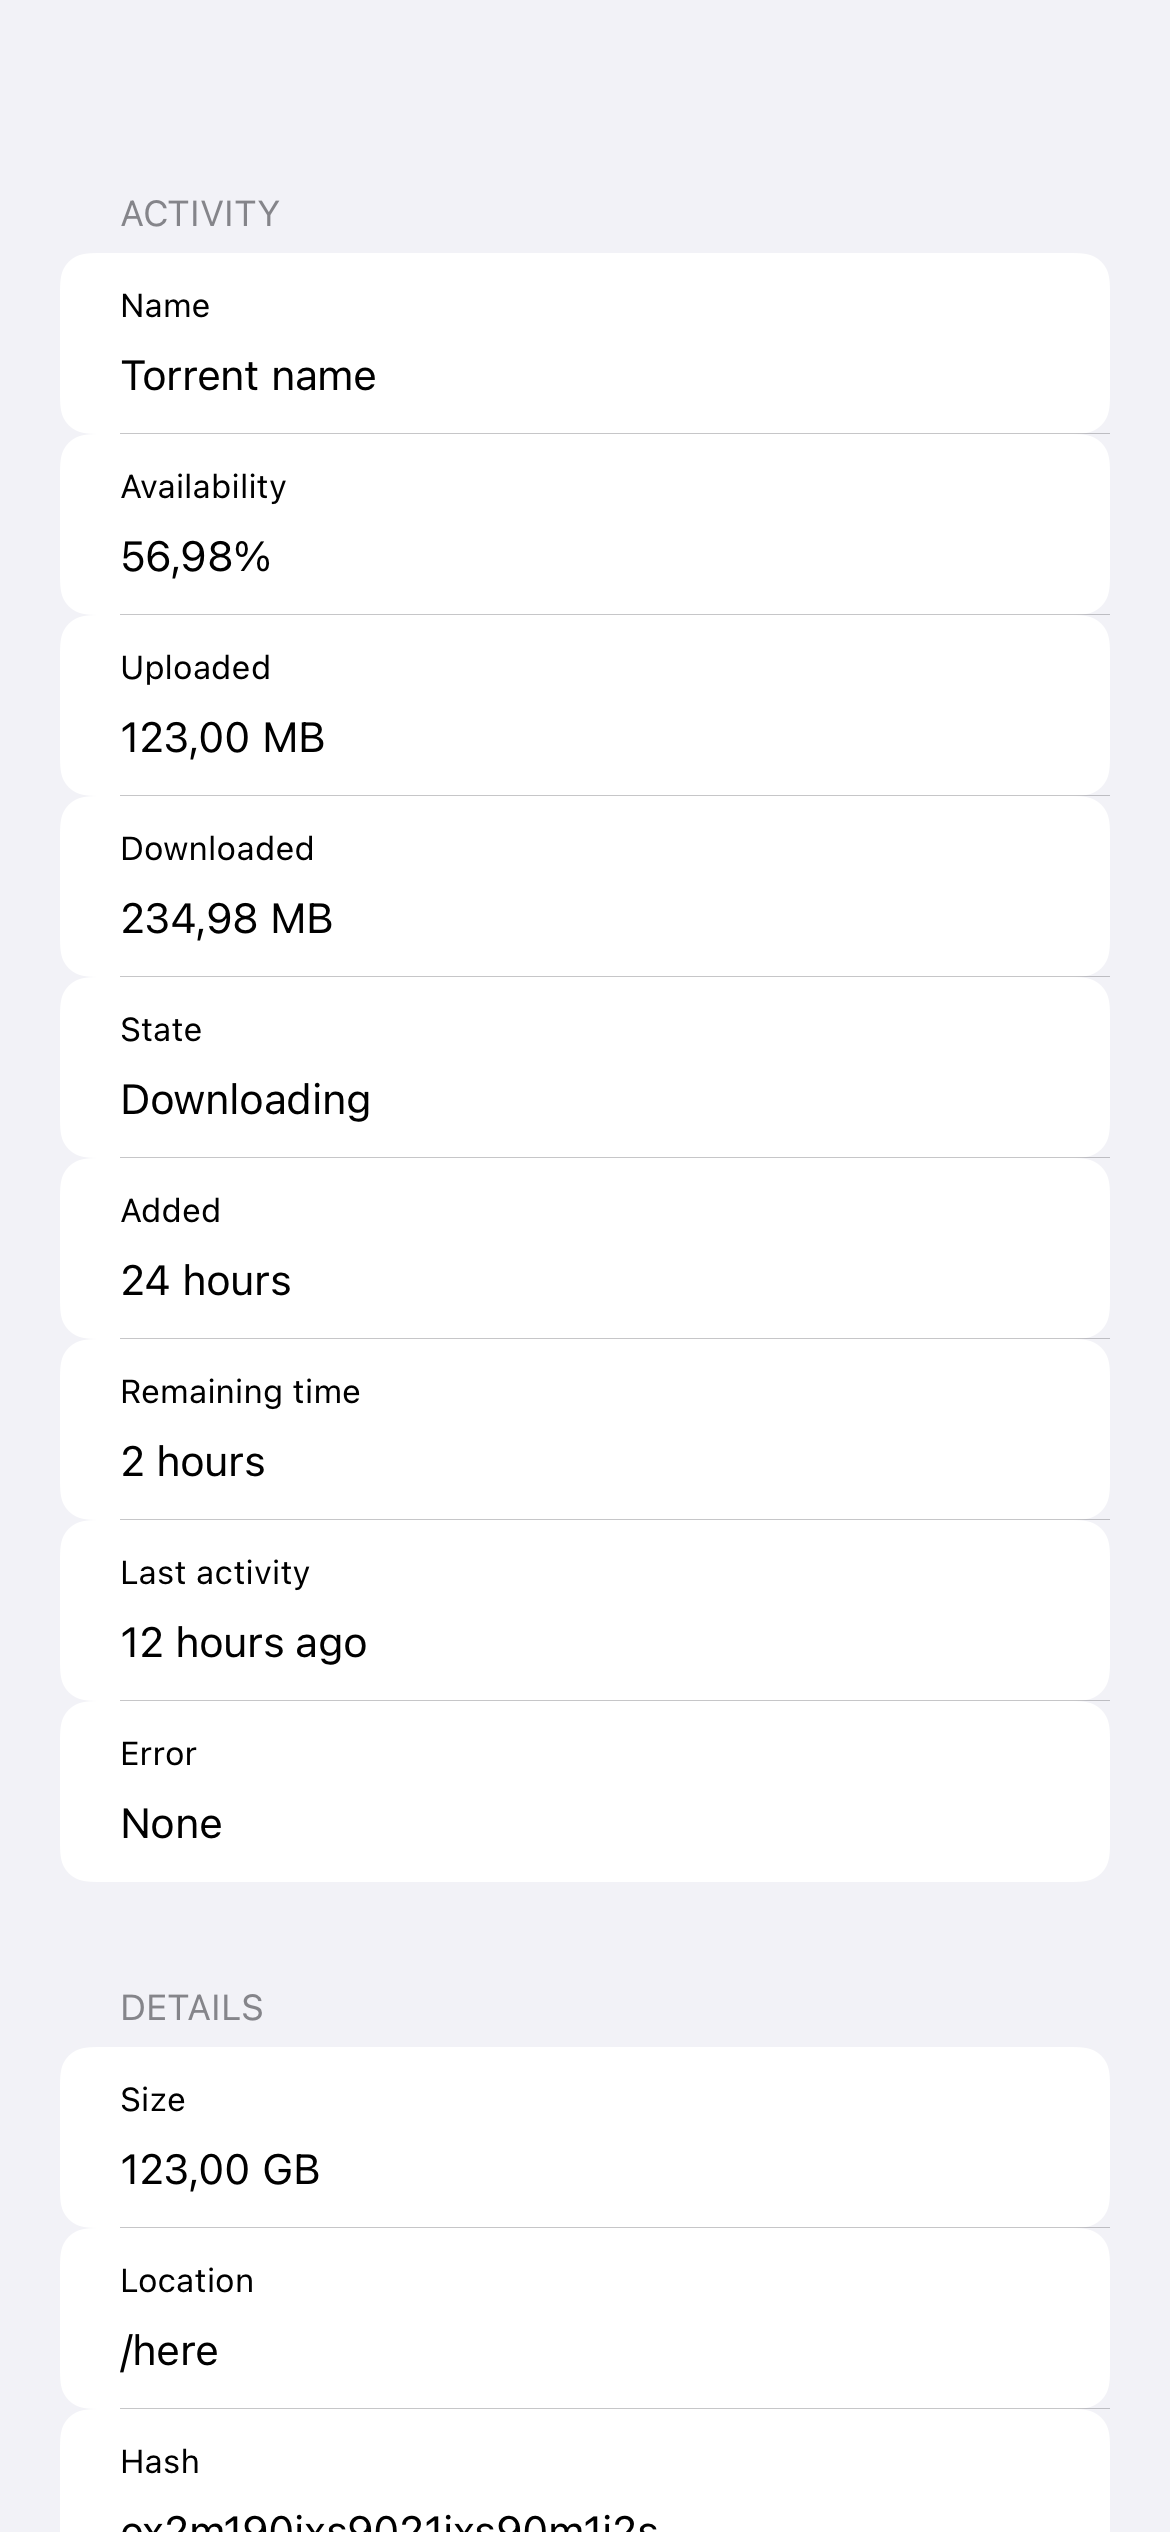 ACTIVITY
Name
Torrent name
Availability
56,98%
Uploaded
123,00 MB
Downloaded
234,98 MB
State
Downloading
Added
24 hours
Remaining time
2 hours
Last activity
12 hours ago
Error
None
DETAILS
Size
123,00 GB
Location
/here
Hash